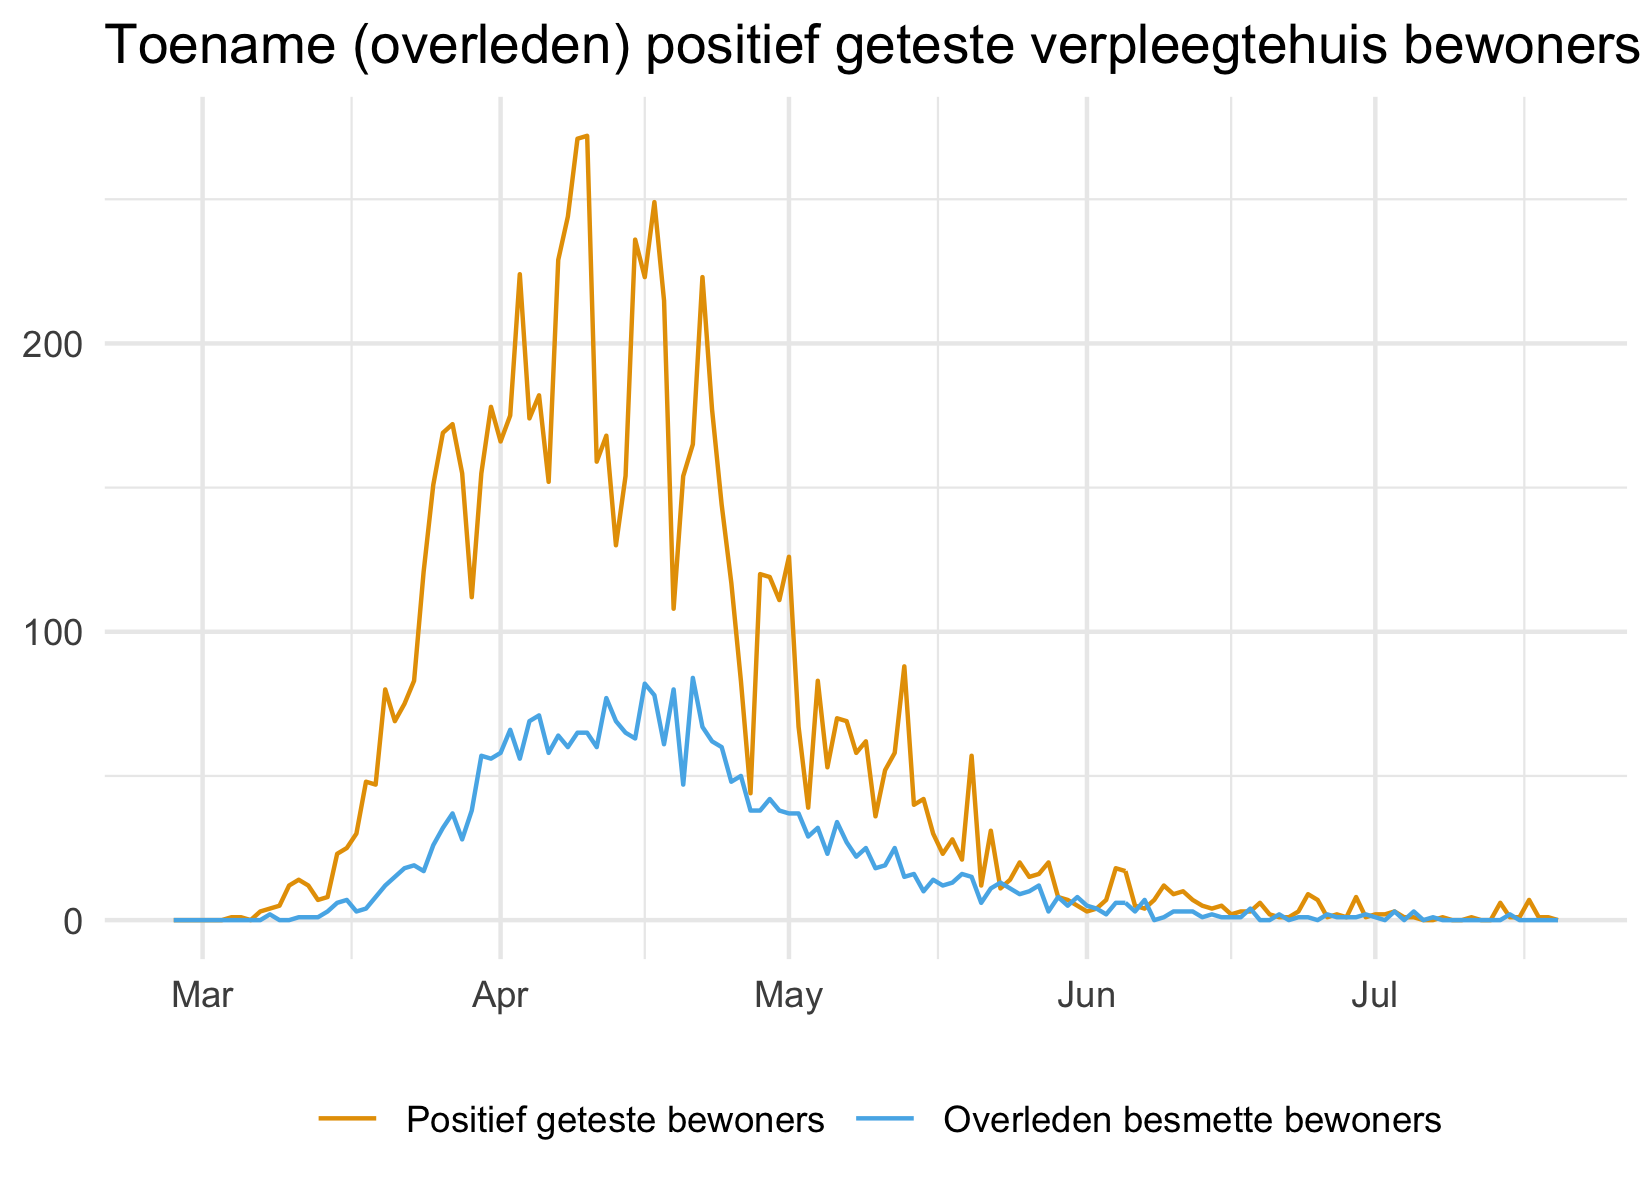 Toename (overleden) positief geteste verpleegtehuis bewoners
200
100
0
Mar Apr May Jun Jul
Positief geteste bewoners Overleden besmette bewoners